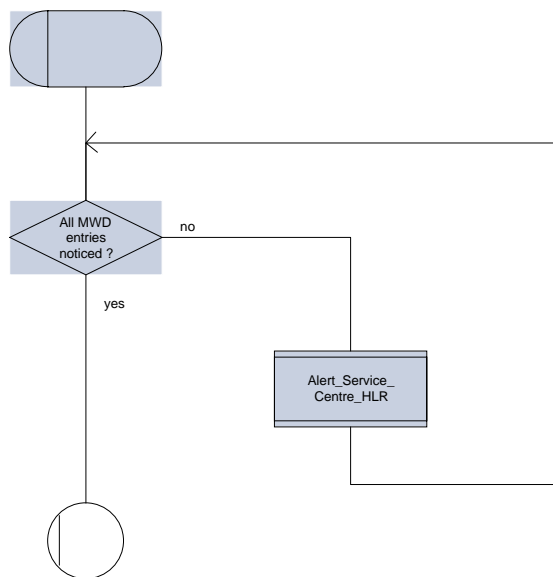 All MWD
entries
noticed ?
no
yes
Alert_Service_
Centre_HLR